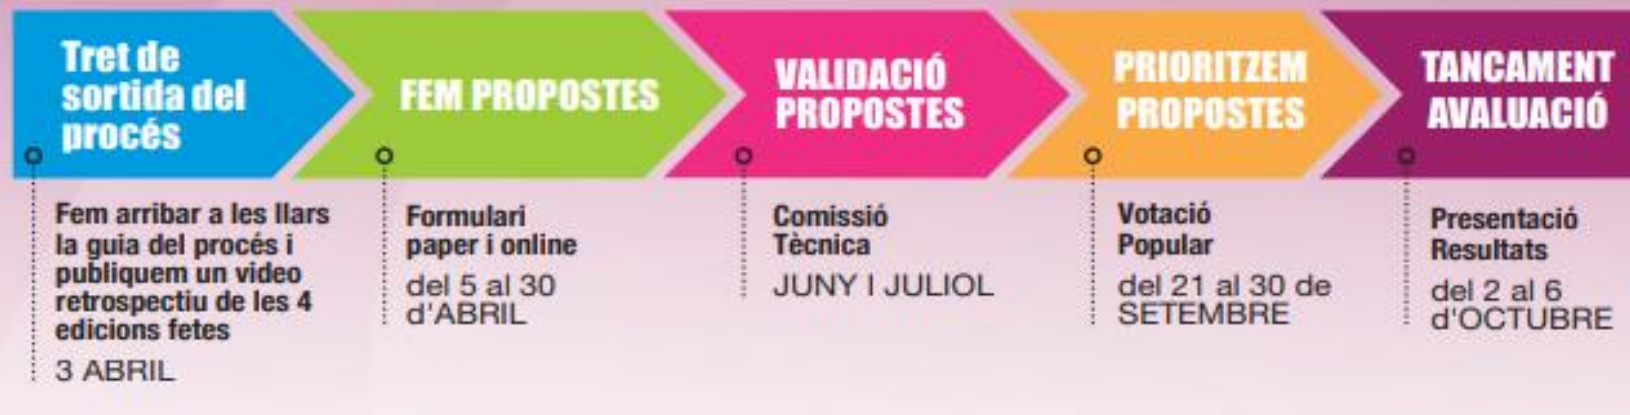 Tret de
sortida del
procés
FEM PROPOSTES
VALIDACIÓ
PROPOSTES
PRIORITZEM
PROPOSTES
TANCAMENT
AVALUACIÓ
Fem arribar a les llars
la guia del procés i
publiquem un video
retrospectiu de les 4
edicions fetes
3 ABRIL
Formulari
paper i online
del 5 al 30
d'ABRIL
Comissió
Tècnica
JUNY I JULIOL
Votació
Popular
del 21 al 30 de
SETEMBRE
Presentació
Resultats
del 2 al 6
d'OCTUBRE